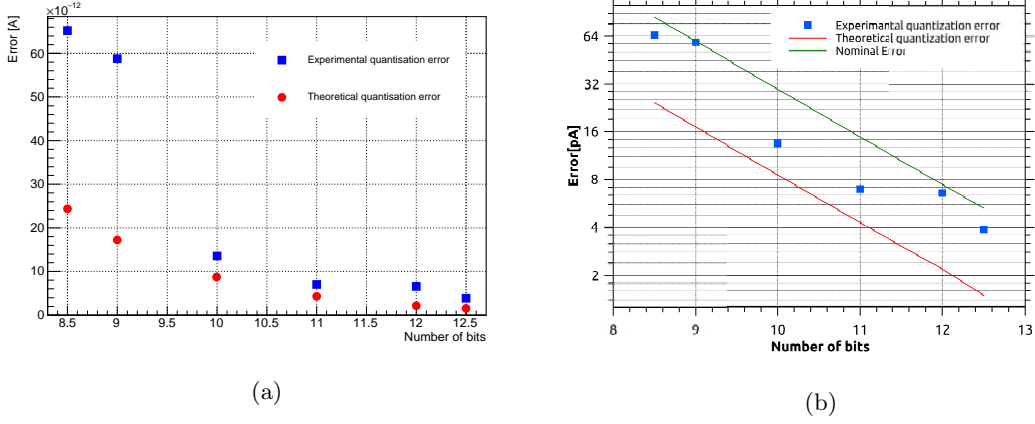 ×10⁻¹²
Error [A]
60
50
40
30
20
10
0
8.5 9 9.5 10 10.5 11 11.5 12 12.5
Number of bits
Experimental quantisation error
Theoretical quantisation error
(a)
Error[pA]
64
32
16
8
4
2
8 9 10 11 12 13
Number of bits
Experimental quantization error
Theoretical quantization error
Nominal Error
(b)